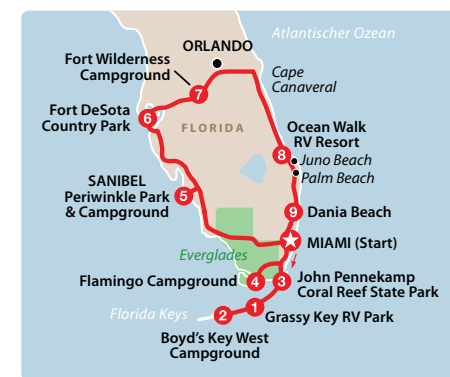 Atlantischer Ozean
ORLANDO
Fort Wilderness
Campground
7
Cape
Canaveral
Fort DeSota
Country Park
6
FLORIDA
Ocean Walk
RV Resort
8
Juno Beach
Palm Beach
SANIBEL
Periwinkle Park
& Campground
5
9
Dania Beach
MIAMI (Start)
Everglades
Flamingo Campground
4
3
John Pennekamp
Coral Reef State Park
Florida Keys
2
1
Grassy Key RV Park
Boyd's Key West
Campground